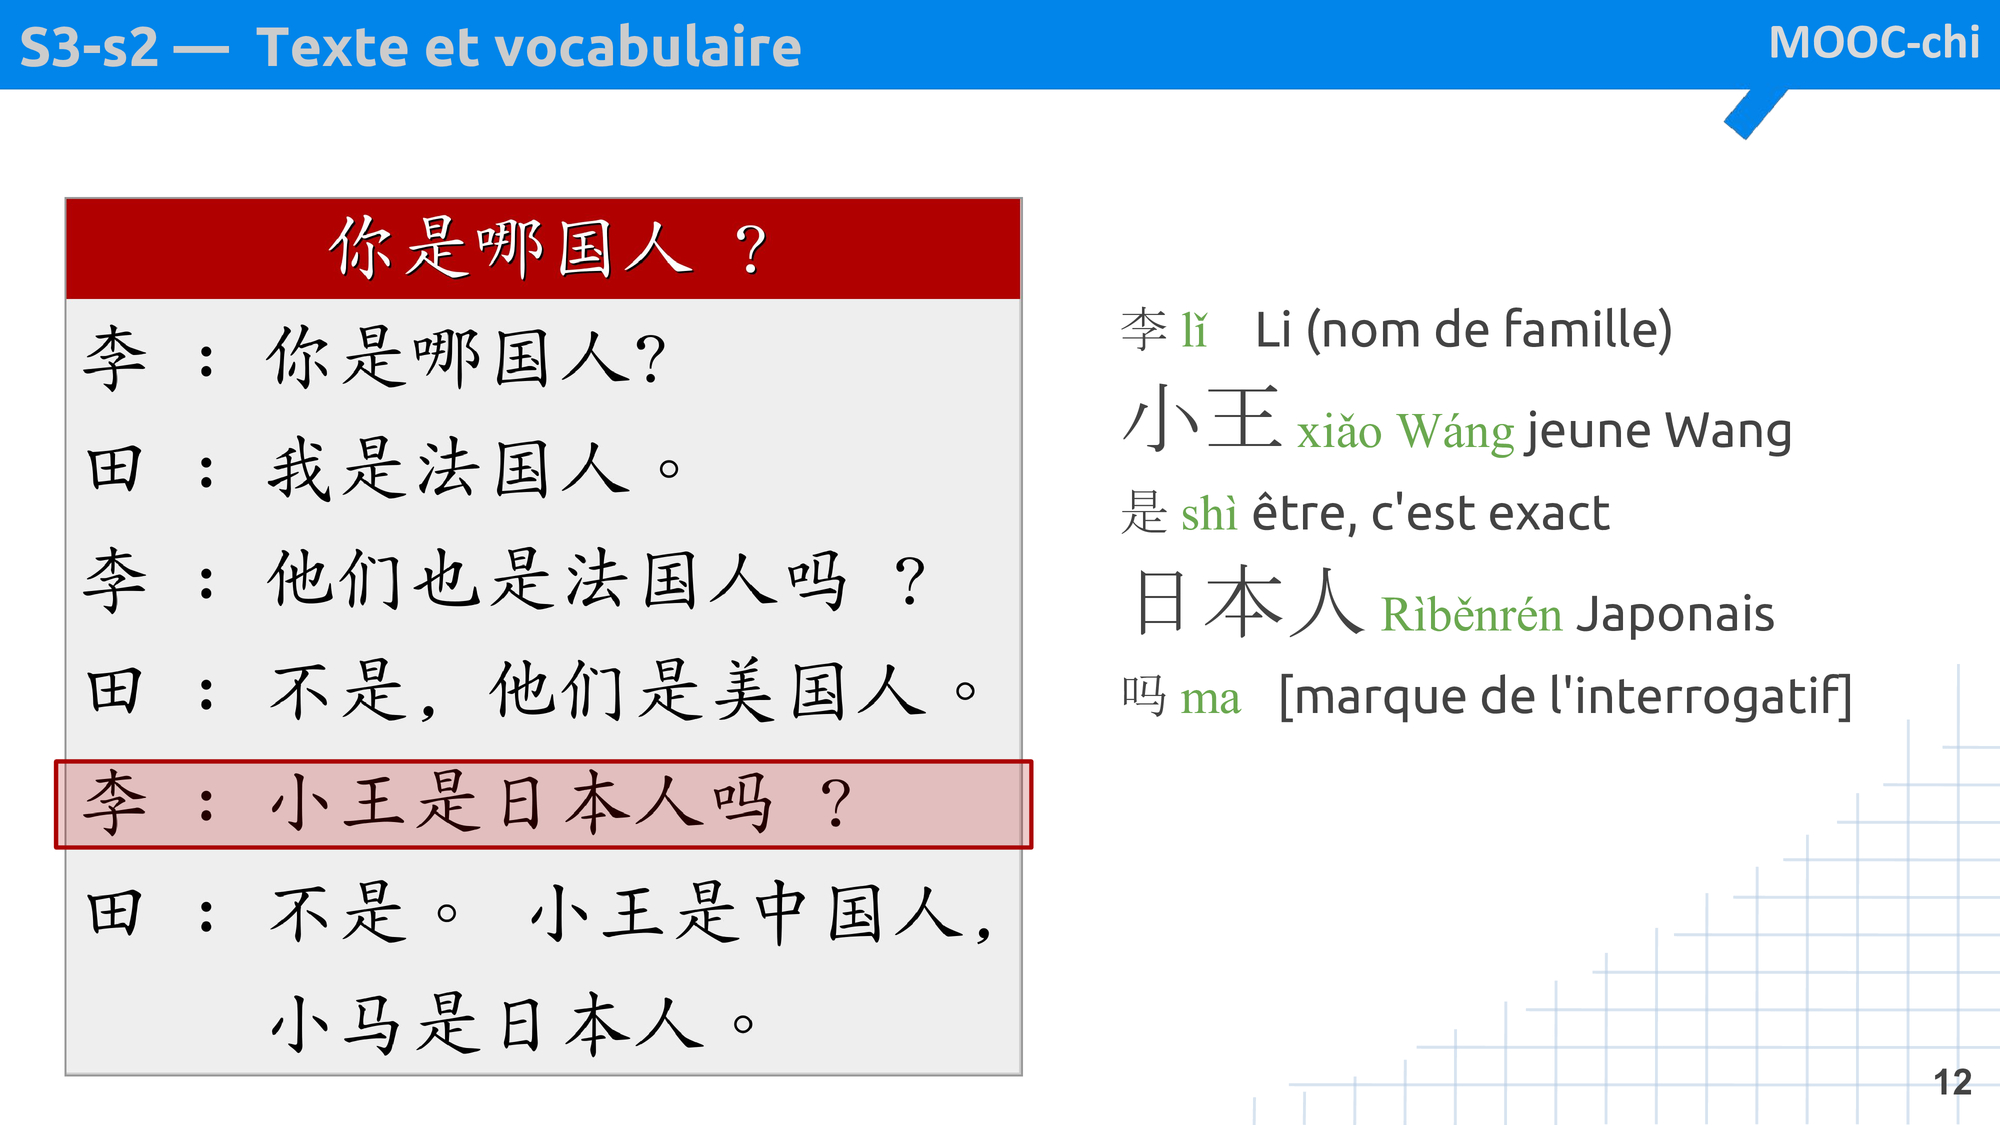 S3-s2 — Texte et vocabulaire
MOOC-chi
你是哪国人 ?
李 : 你是哪国人?
田 : 我是法国人。
李 : 他们也是法国人吗 ?
田 : 不是, 他们是美国人。
李 : 小王是日本人吗 ?
田 : 不是。 小王是中国人,
小马是日本人。
李 lǐ Li (nom de famille)
小王 xiǎo Wáng jeune Wang
是 shì être, c'est exact
日本人 Rìběnrén Japonais
吗 ma [marque de l'interrogatif]
12